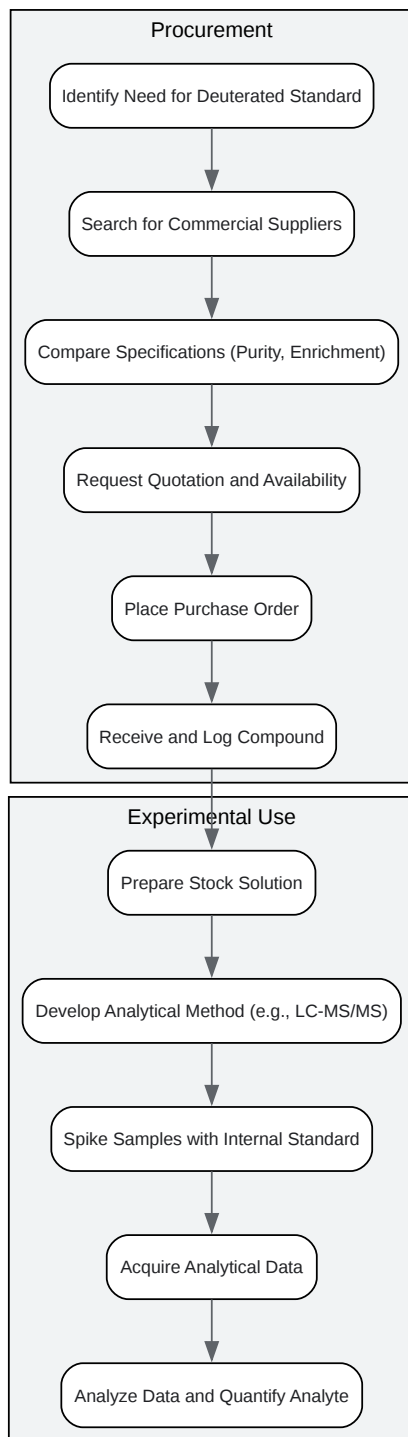 Procurement
Identify Need for Deuterated Standard
Search for Commercial Suppliers
Compare Specifications (Purity, Enrichment)
Request Quotation and Availability
Place Purchase Order
Receive and Log Compound
Experimental Use
Prepare Stock Solution
Develop Analytical Method (e.g., LC-MS/MS)
Spike Samples with Internal Standard
Acquire Analytical Data
Analyze Data and Quantify Analyte